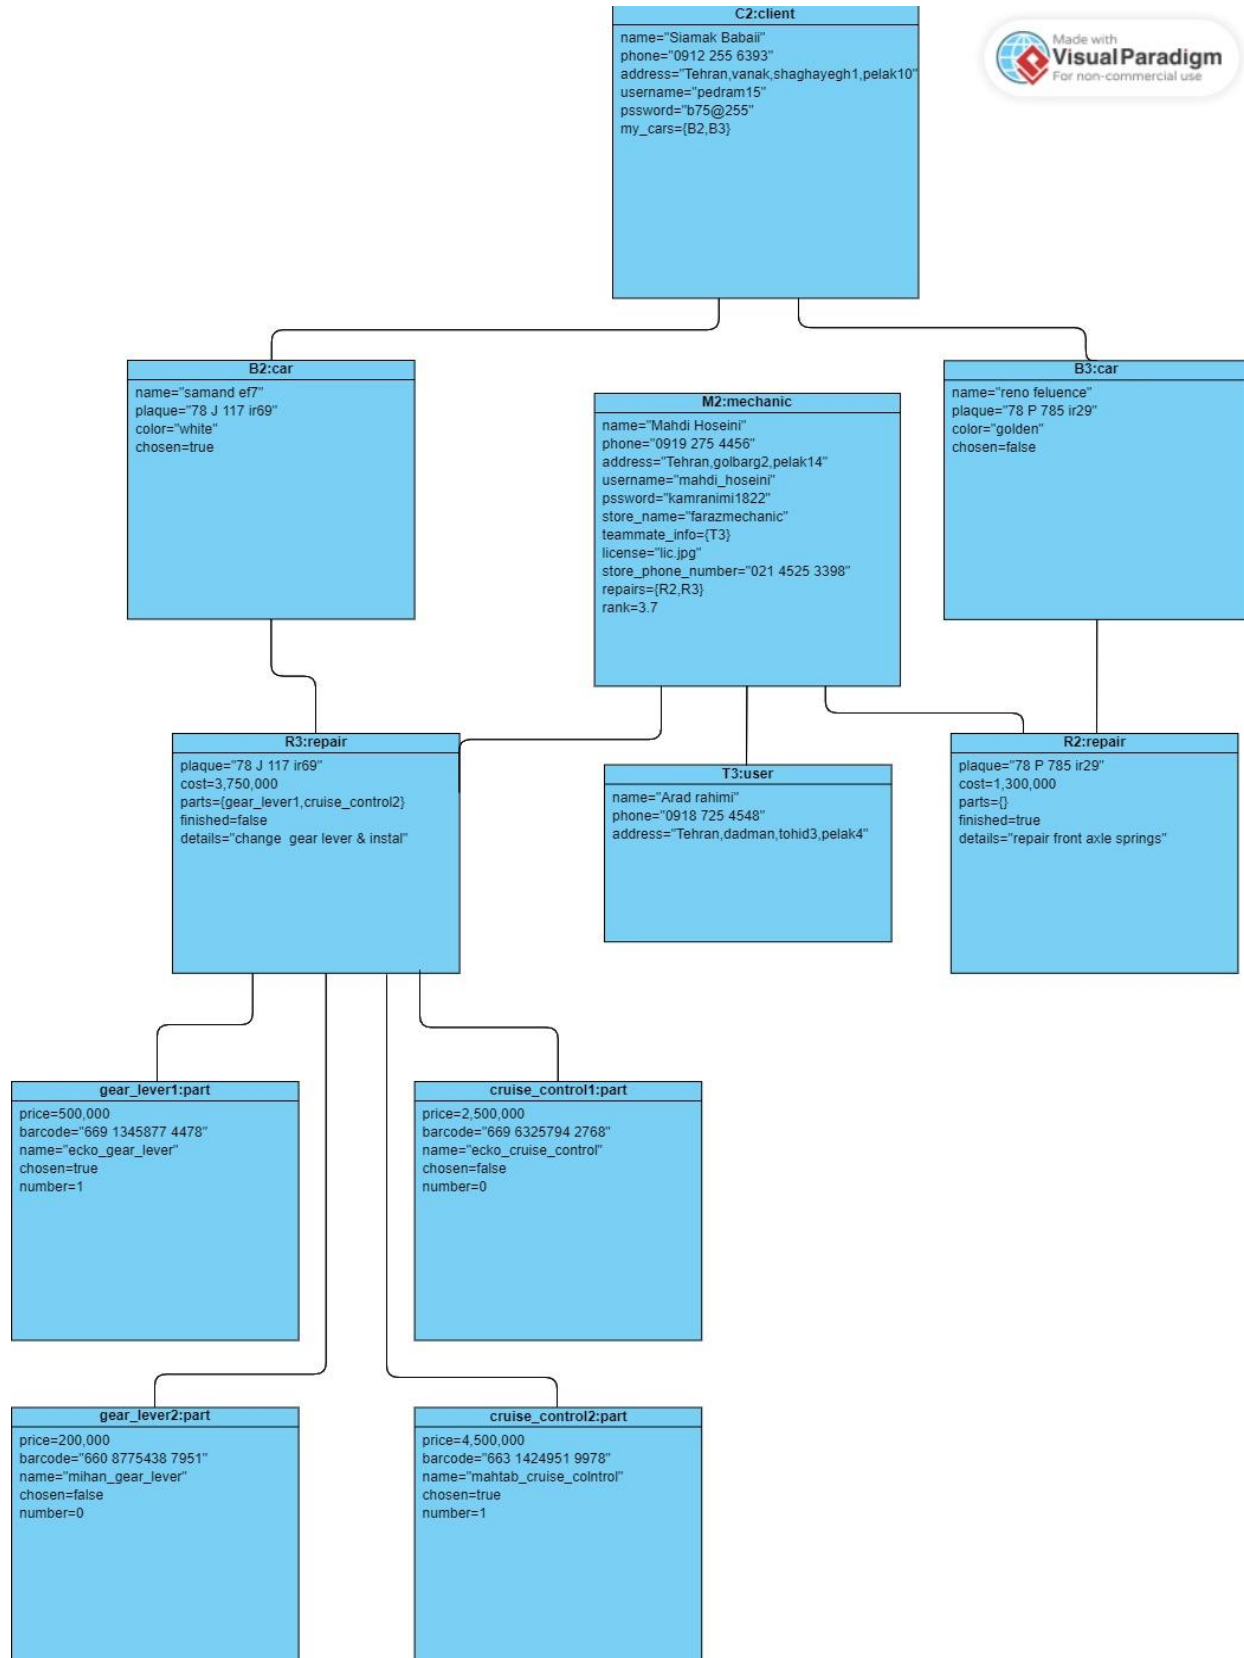 C2:client
name="Siamak Babaii"
phone="0912 255 6393"
address="Tehran,vanak,shaghayegh1,pelak10"
username="pedram15"
pssword="b75@255"
my_cars={B2,B3}
Made with
Visual Paradigm
For non-commercial use
B2:car
name="samand ef7"
plaque="78 J 117 ir69"
color="white"
chosen=true
M2:mechanic
name="Mahdi Hoseini"
phone="0919 275 4456"
address="Tehran,golbarg2,pelak14"
username="mahdi_hoseini"
pssword="kamranimi1822"
store_name="farazmechanic"
teammate_info={T3}
license="lic.jpg"
store_phone_number="021 4525 3398"
repairs={R2,R3}
rank=3.7
B3:car
name="reno feluence"
plaque="78 P 785 ir29"
color="golden"
chosen=false
R3:repair
plaque="78 J 117 ir69"
cost=3,750,000
parts={gear_lever1,cruise_control2}
finished=false
details="change  gear lever & instal"
T3:user
name="Arad rahimi"
phone="0918 725 4548"
address="Tehran,dadman,tohid3,pelak4"
R2:repair
plaque="78 P 785 ir29"
cost=1,300,000
parts={}
finished=true
details="repair front axle springs"
gear_lever1:part
price=500,000
barcode="669 1345877 4478"
name="ecko_gear_lever"
chosen=true
number=1
cruise_control1:part
price=2,500,000
barcode="669 6325794 2768"
name="ecko_cruise_control"
chosen=false
number=0
gear_lever2:part
price=200,000
barcode="660 8775438 7951"
name="mihan_gear_lever"
chosen=false
number=0
cruise_control2:part
price=4,500,000
barcode="663 1424951 9978"
name="mahtab_cruise_colntrol"
chosen=true
number=1